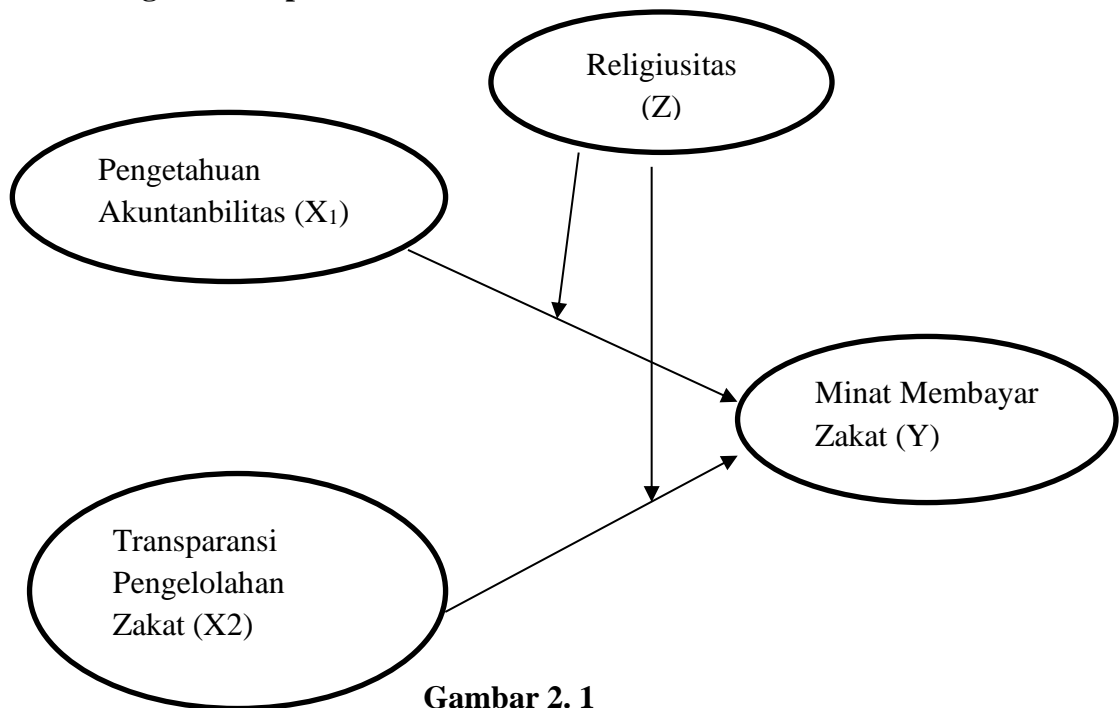 Religiusitas
(Z)
Pengetahuan
Akuntanbilitas (X₁)
Minat Membayar
Zakat (Y)
Transparansi
Pengelolahan
Zakat (X2)
Gambar 2. 1